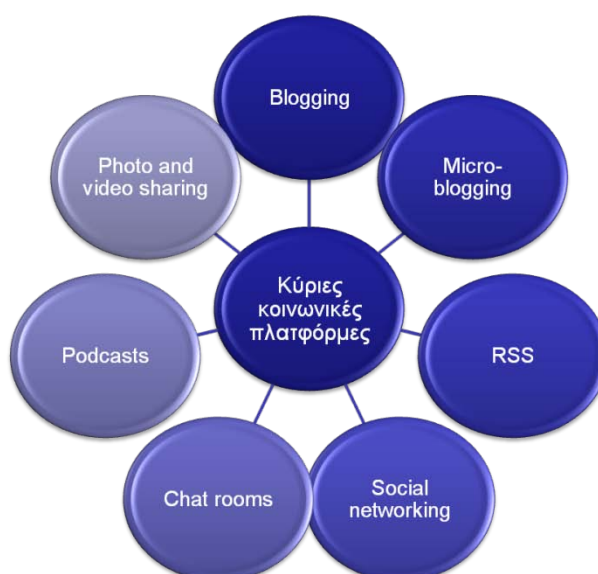 Blogging
Micro-
blogging
RSS
Social
networking
Chat rooms
Podcasts
Photo and
video sharing
Κύριες
κοινωνικές
πλατφόρμες